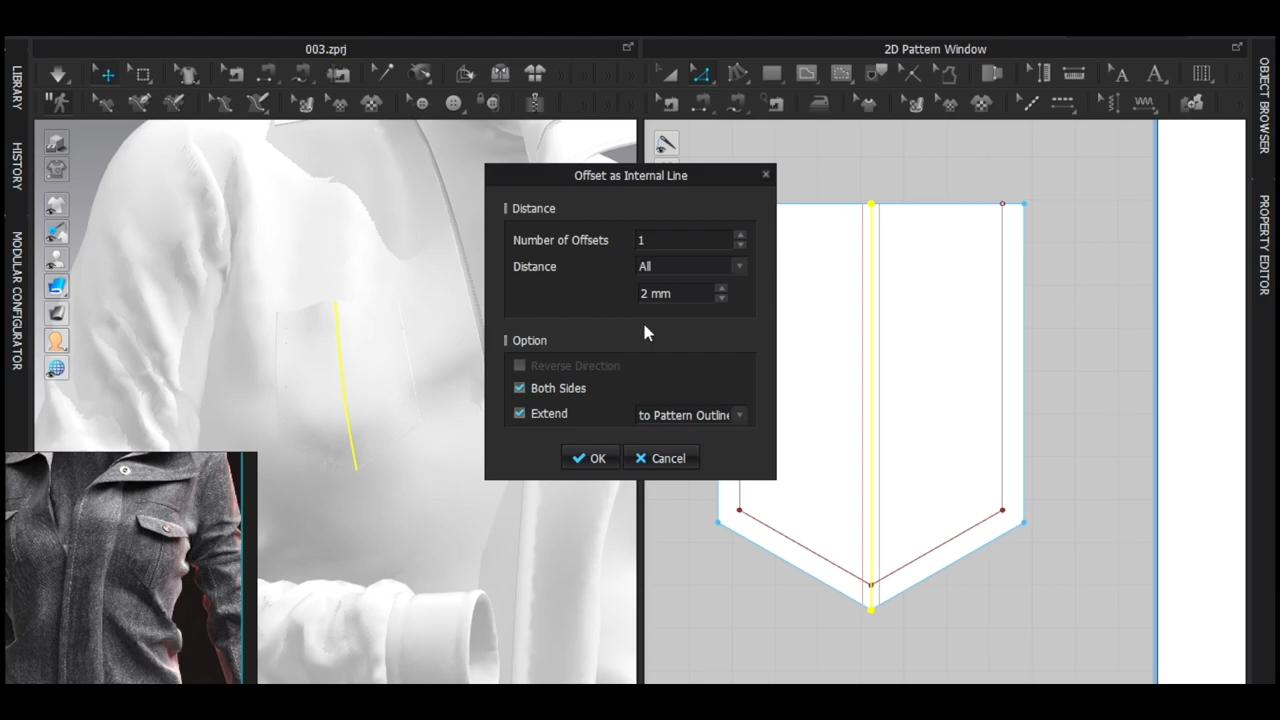 003.zprj
2D Pattern Window
LIBRARY
HISTORY
MODULAR CONFIGURATOR
OBJECT BROWSER
PROPERTY EDITOR
Offset as Internal Line
Distance
Number of Offsets 1
Distance All
2 mm
Option
Reverse Direction
Both Sides
Extend to Pattern Outline
OK Cancel